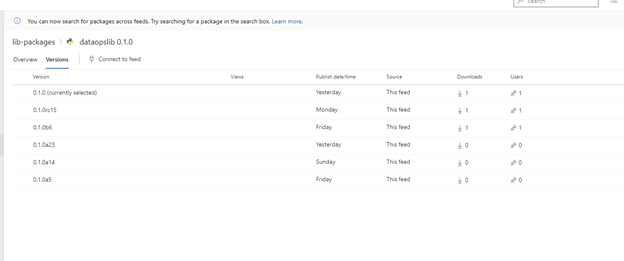 Search
You can now search for packages across feeds. Try searching for a package in the search box. Learn more.
lib-packages > dataopslib 0.1.0
Overview Versions Connect to feed
Version Views Publish date/time Source Downloads Users
0.1.0 (currently selected) Yesterday This feed 1 1
0.1.0rc15 Monday This feed 1 1
0.1.0b6 Friday This feed 1 1
0.1.0a23 Yesterday This feed 0 0
0.1.0a14 Sunday This feed 0 0
0.1.0a5 Friday This feed 0 0